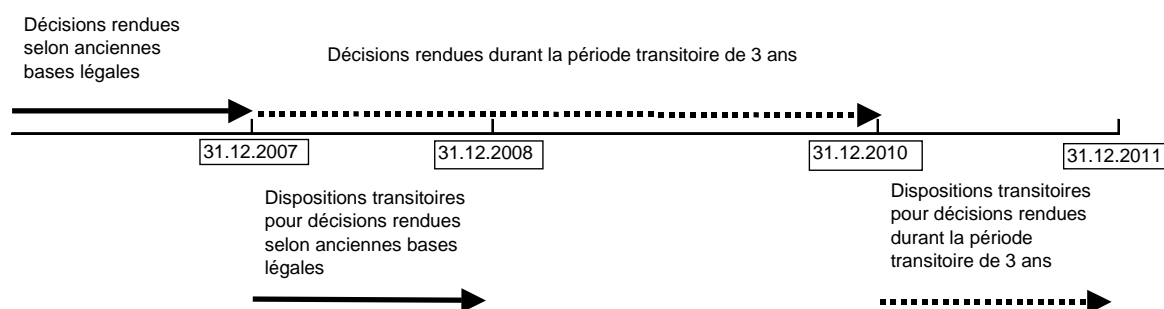 Décisions rendues
selon anciennes
bases légales
Décisions rendues durant la période transitoire de 3 ans
31.12.2007
31.12.2008
31.12.2010
31.12.2011
Dispositions transitoires
pour décisions rendues
selon anciennes bases
légales
Dispositions transitoires
pour décisions rendues
durant la période
transitoire de 3 ans